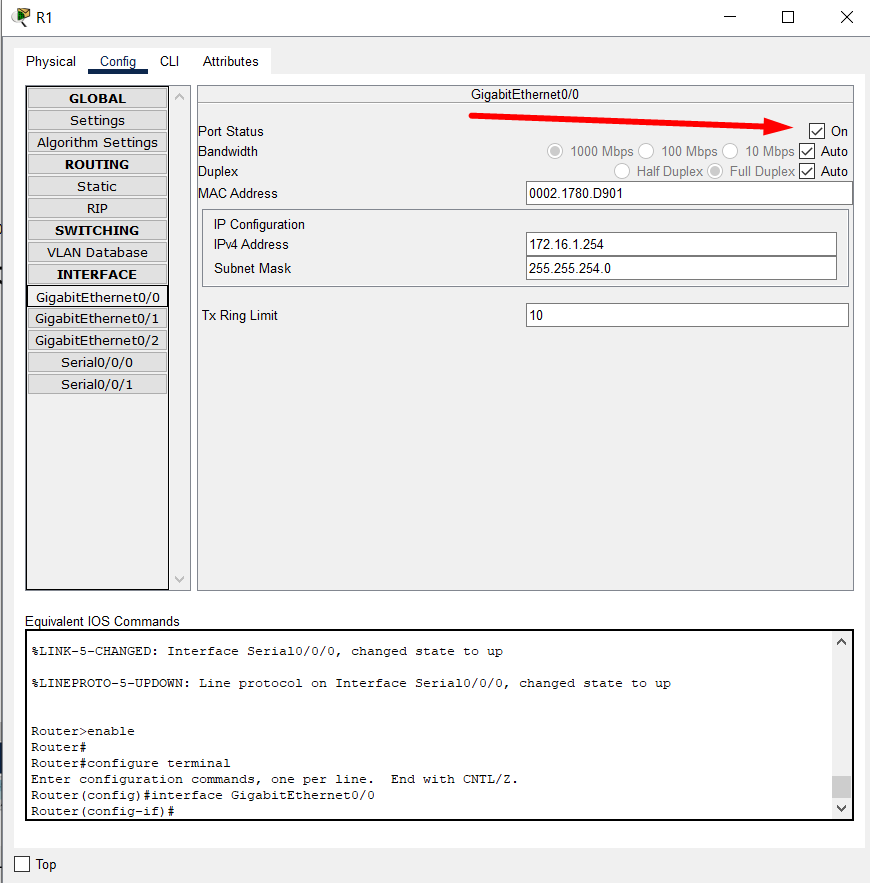 R1
Physical Config CLI Attributes
GLOBAL
Settings
Algorithm Settings
ROUTING
Static
RIP
SWITCHING
VLAN Database
INTERFACE
GigabitEthernet0/0
GigabitEthernet0/1
GigabitEthernet0/2
Serial0/0/0
Serial0/0/1
GigabitEthernet0/0
Port Status On
Bandwidth 1000 Mbps 100 Mbps 10 Mbps Auto
Duplex Half Duplex Full Duplex Auto
MAC Address 0002.1780.D901
IP Configuration
IPv4 Address 172.16.1.254
Subnet Mask 255.255.254.0
Tx Ring Limit 10
Equivalent IOS Commands
%LINK-5-CHANGED: Interface Serial0/0/0, changed state to up
%LINEPROTO-5-UPDOWN: Line protocol on Interface Serial0/0/0, changed state to up
Router>enable
Router#
Router#configure terminal
Enter configuration commands, one per line. End with CNTL/Z.
Router(config)#interface GigabitEthernet0/0
Router(config-if)#
Top